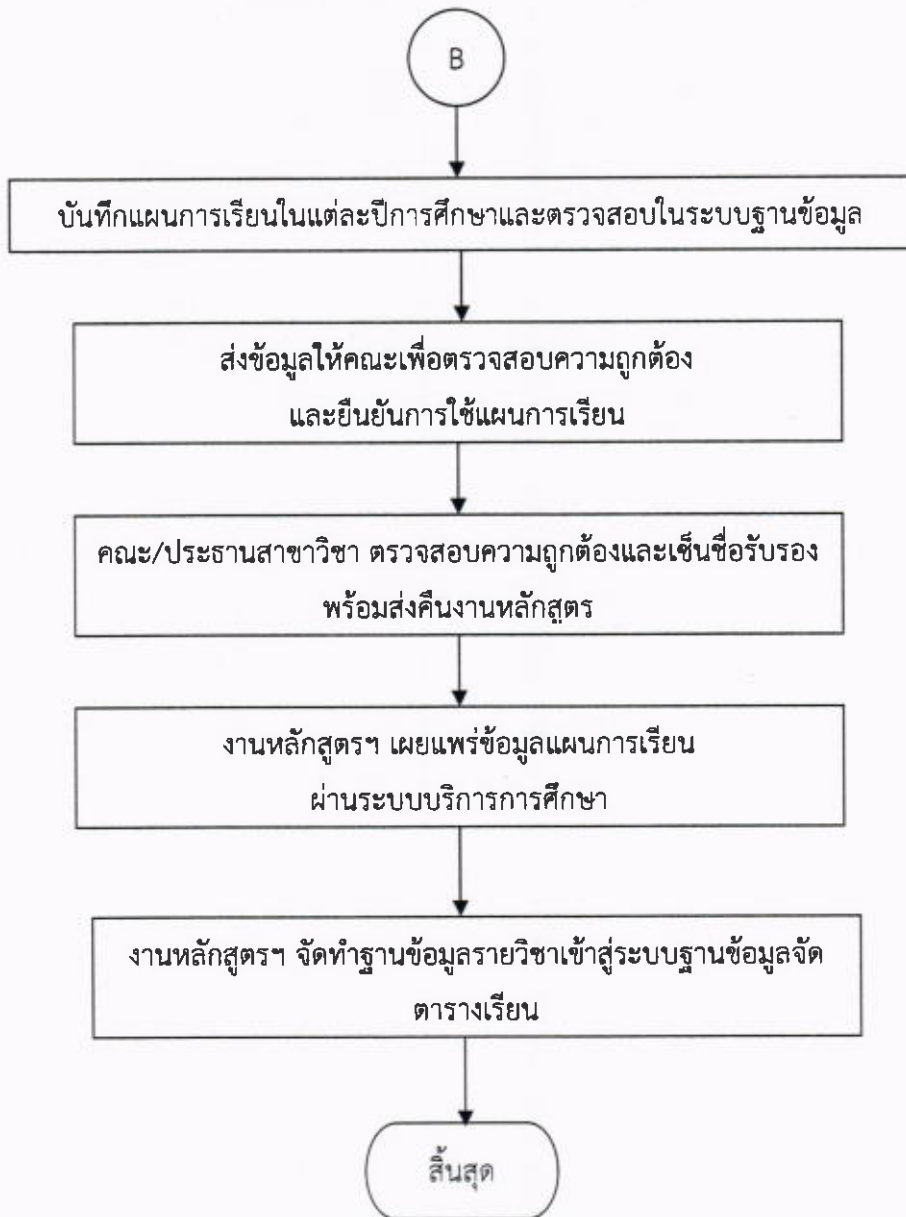 B
บันทึกแผนการเรียนในแต่ละปีการศึกษาและตรวจสอบในระบบฐานข้อมูล
ส่งข้อมูลให้คณะเพื่อตรวจสอบความถูกต้อง
และยืนยันการใช้แผนการเรียน
คณะ/ประธานสาขาวิชา ตรวจสอบความถูกต้องและเซ็นชื่อรับรอง
พร้อมส่งคืนงานหลักสูตร
งานหลักสูตรฯ เผยแพร่ข้อมูลแผนการเรียน
ผ่านระบบบริการการศึกษา
งานหลักสูตรฯ จัดทำฐานข้อมูลรายวิชาเข้าสู่ระบบฐานข้อมูลจัด
ตารางเรียน
สิ้นสุด